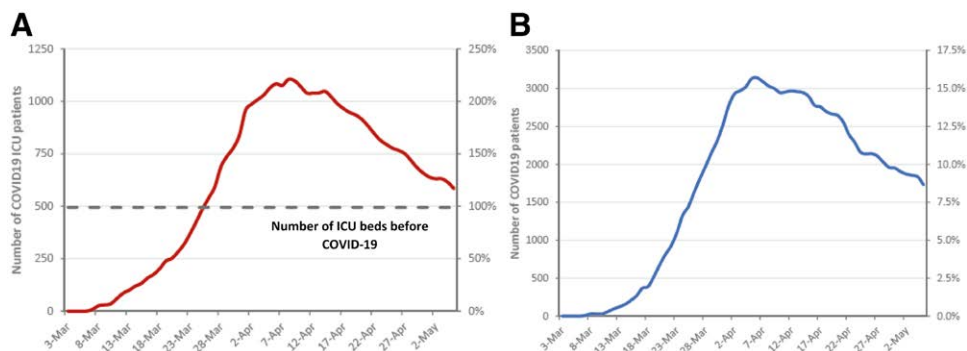 A
Number of COVID19 ICU patients
1250
1000
750
500
250
0
250%
200%
150%
100%
50%
0%
Number of ICU beds before
COVID-19
3-Mar
8-Mar
13-Mar
18-Mar
23-Mar
28-Mar
2-Apr
7-Apr
12-Apr
17-Apr
22-Apr
27-Apr
2-May
B
Number of COVID19 patients
3500
3000
2500
2000
1500
1000
500
0
17.5%
15.0%
12.5%
10.0%
7.5%
5.0%
2.5%
0.0%
3-Mar
8-Mar
13-Mar
18-Mar
23-Mar
28-Mar
2-Apr
7-Apr
12-Apr
17-Apr
22-Apr
27-Apr
2-May